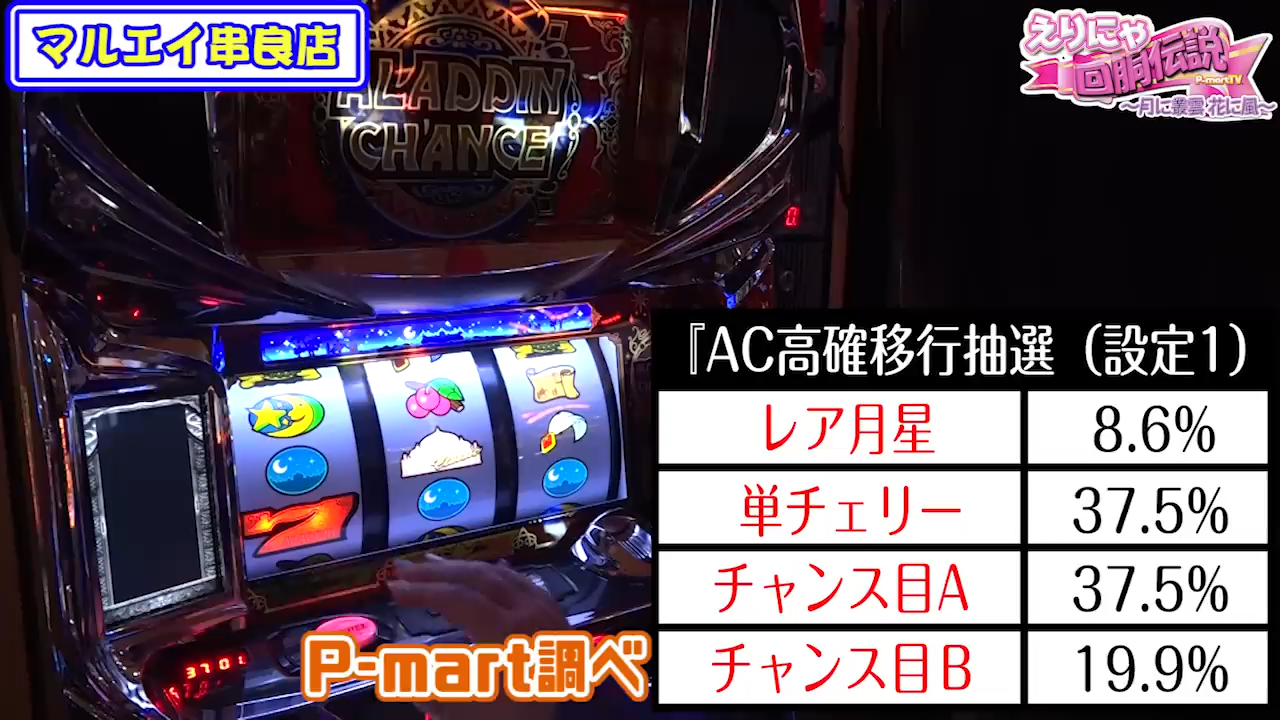 マルエイ串良店
えりにゃ
回胴伝説
P-martTV
～月に叢雲 花に風～
ALADDIN
CHANCE
『AC高確移行抽選（設定1）
レア月星 8.6%
単チェリー 37.5%
チャンス目A 37.5%
チャンス目B 19.9%
3701
P-mart調べ